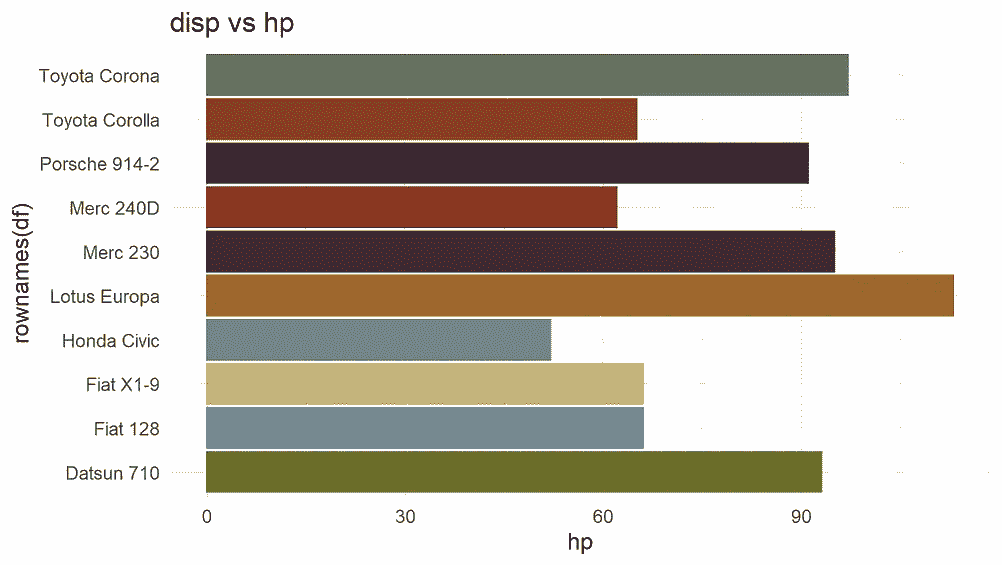 disp vs hp
Toyota Corona
Toyota Corolla
Porsche 914-2
Merc 240D
Merc 230
Lotus Europa
Honda Civic
Fiat X1-9
Fiat 128
Datsun 710
rownames(df)
0 30 60 90
hp